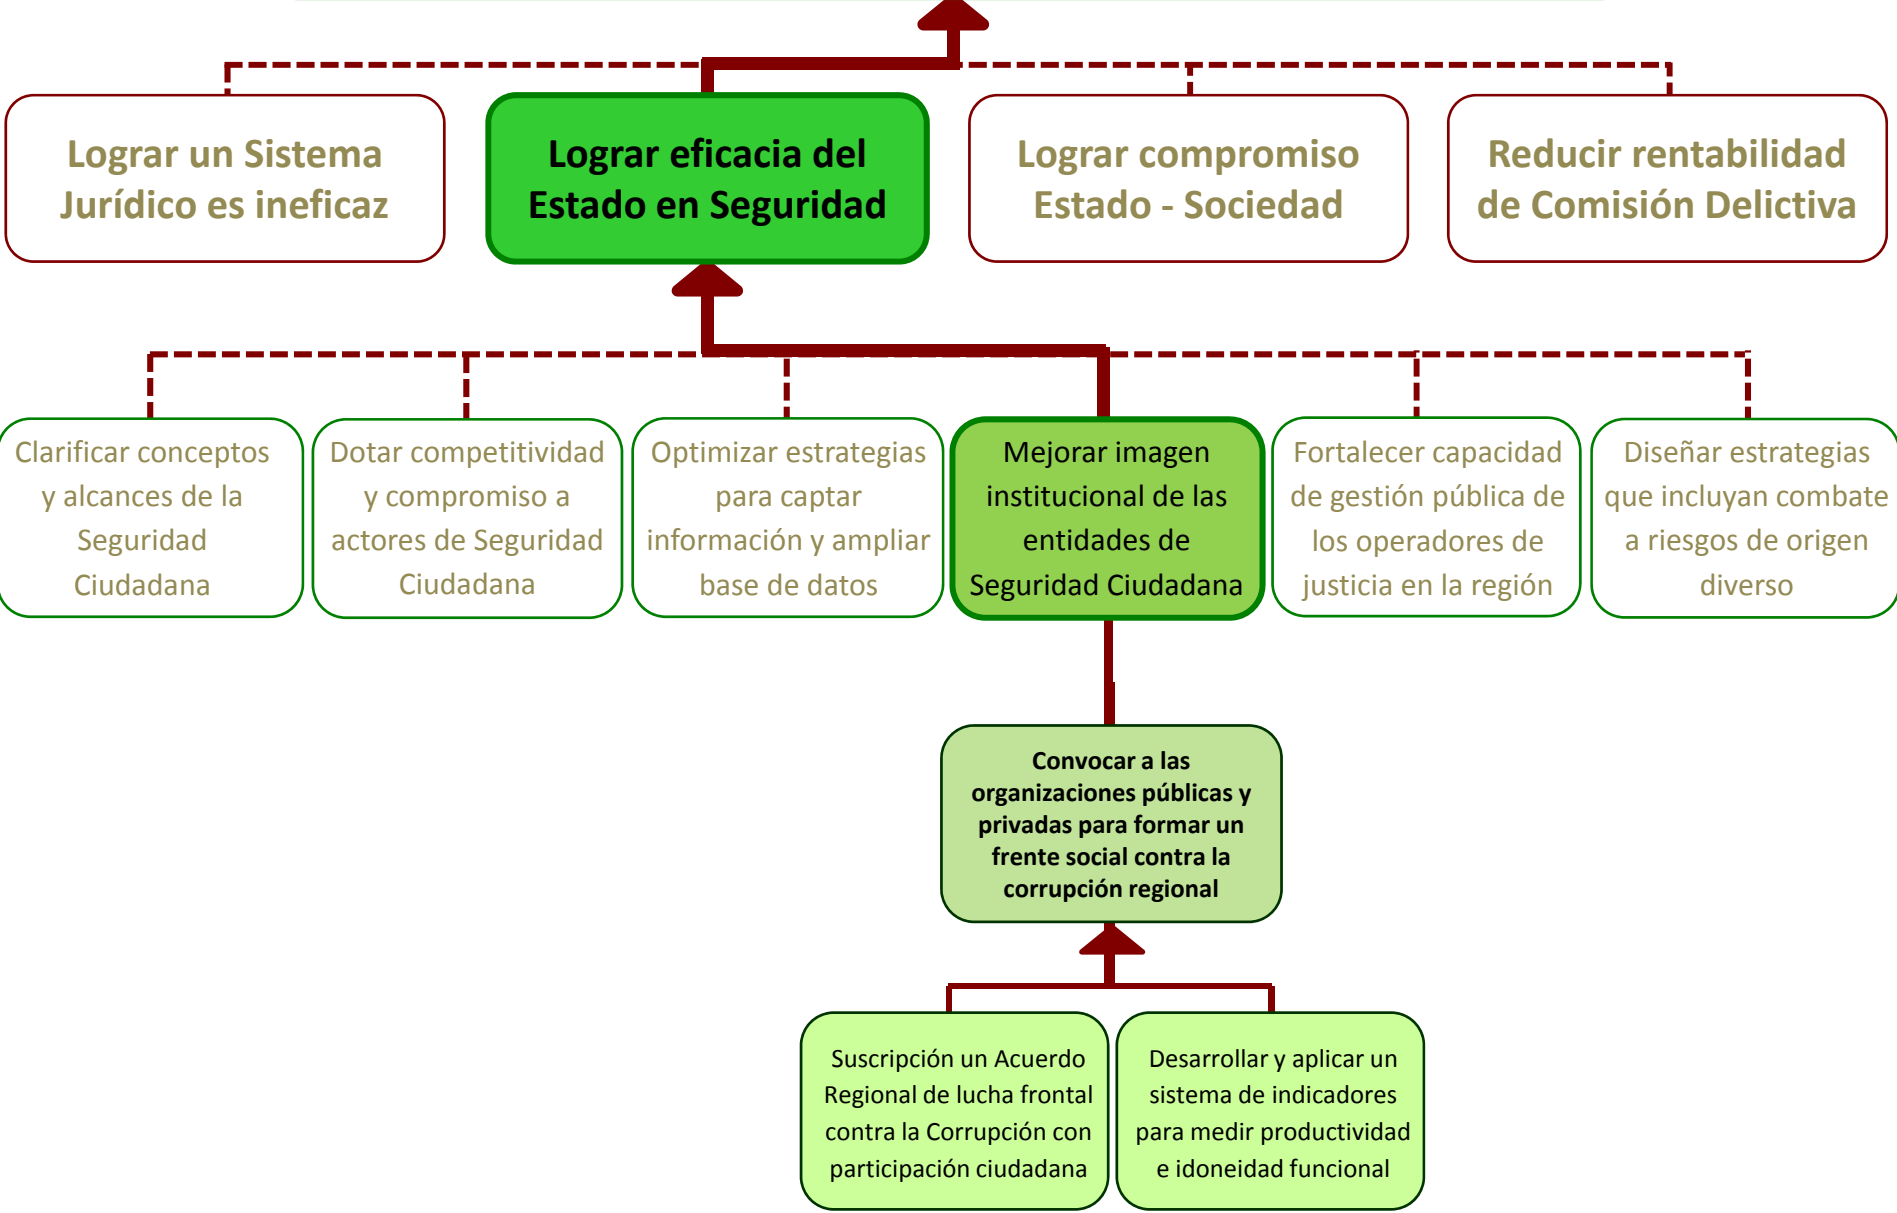 Lograr un Sistema
Jurídico es ineficaz
Lograr eficacia del
Estado en Seguridad
Lograr compromiso
Estado - Sociedad
Reducir rentabilidad
de Comisión Delictiva
Clarificar conceptos
y alcances de la
Seguridad
Ciudadana
Dotar competitividad
y compromiso a
actores de Seguridad
Ciudadana
Optimizar estrategias
para captar
información y ampliar
base de datos
Mejorar imagen
institucional de las
entidades de
Seguridad Ciudadana
Fortalecer capacidad
de gestión pública de
los operadores de
justicia en la región
Diseñar estrategias
que incluyan combate
a riesgos de origen
diverso
Convocar a las
organizaciones públicas y
privadas para formar un
frente social contra la
corrupción regional
Suscripción un Acuerdo
Regional de lucha frontal
contra la Corrupción con
participación ciudadana
Desarrollar y aplicar un
sistema de indicadores
para medir productividad
e idoneidad funcional